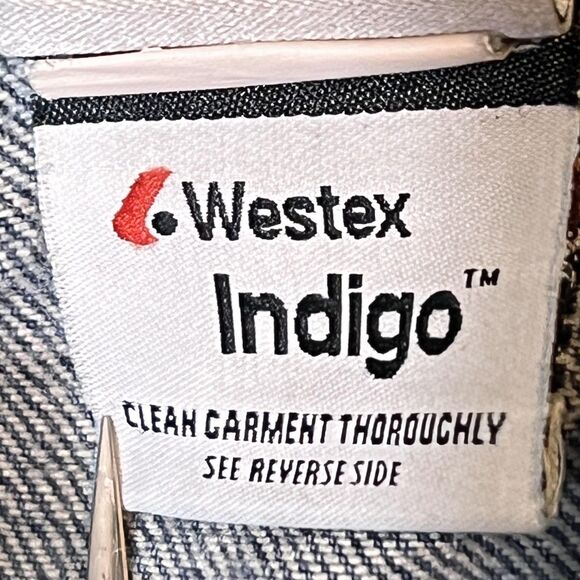 Westex
Indigo™
CLEAN GARMENT THOROUGHLY
SEE REVERSE SIDE